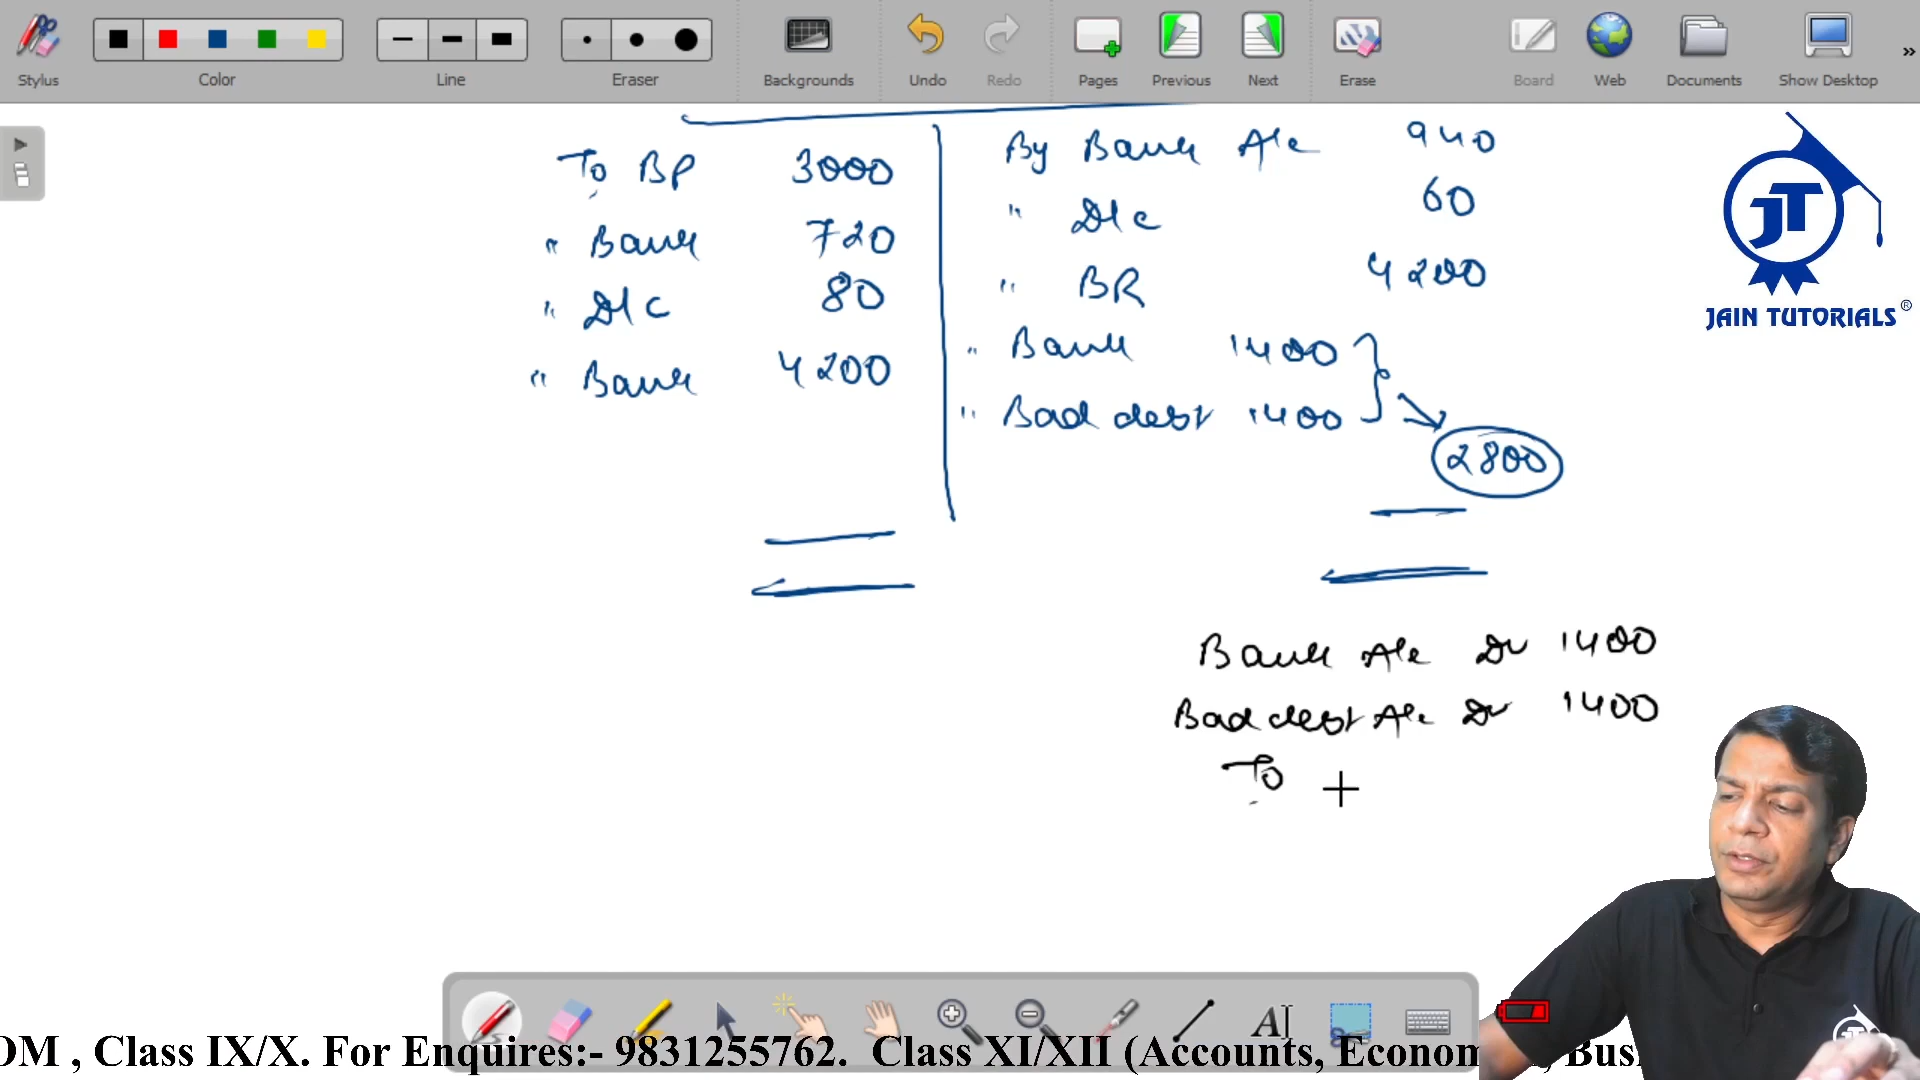 Stylus
Color
Line
Eraser
Backgrounds
Undo
Redo
Pages
Previous
Next
Erase
Board
Web
Documents
Show Desktop
»
To BP 3000
" Bank 720
" D/c 80
" Bank 4200
By Bank A/c 940
" D/c 60
" BR 4200
" Bank 1400
" Bad debt 1400
2800
JT
JAIN TUTORIALS®
Bank A/c Dr 1400
Bad debt A/c Dr 1400
To
AI
OM , Class IX/X. For Enquires:- 9831255762. Class XI/XII (Accounts, Econom , Busi